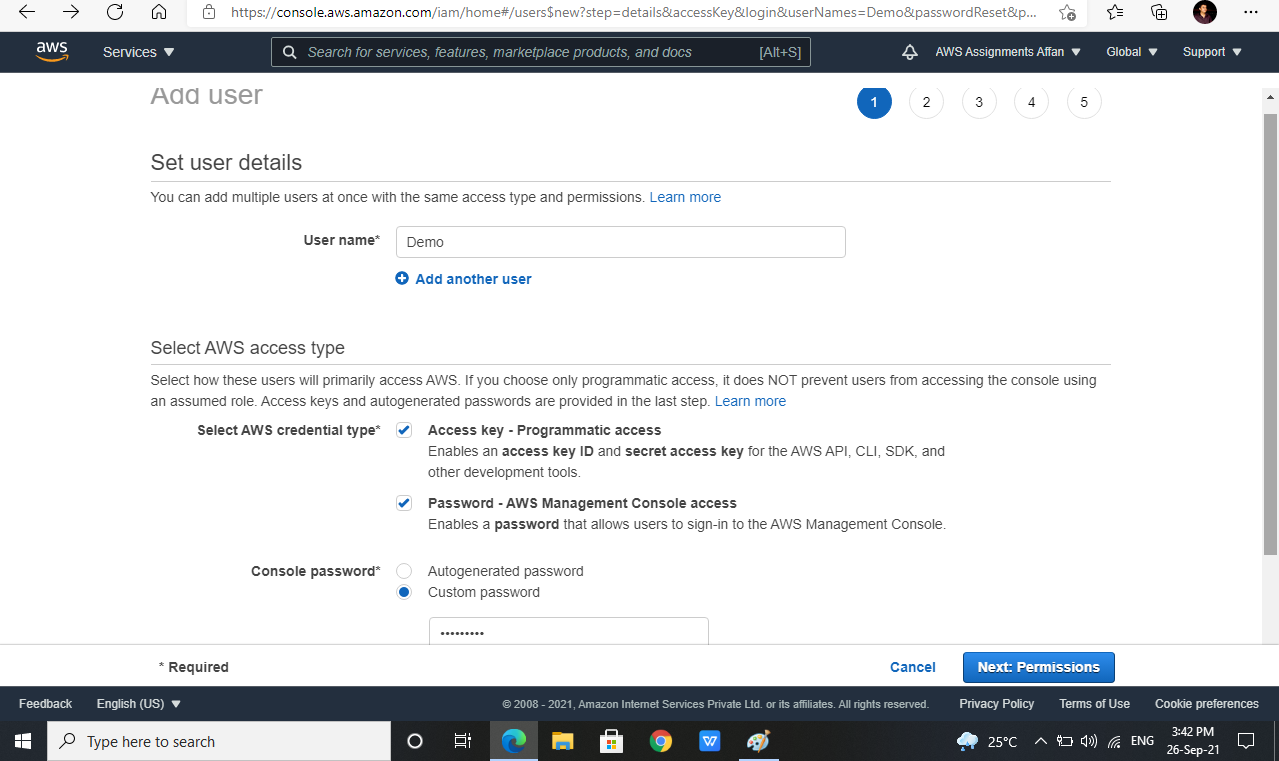 https://console.aws.amazon.com/iam/home#/users$new?step=details&accessKey&login&userNames=Demo&passwordReset&p...
aws
Services
Search for services, features, marketplace products, and docs [Alt+S]
AWS Assignments Affan
Global
Support
Add user
1 2 3 4 5
Set user details
You can add multiple users at once with the same access type and permissions. Learn more
User name* Demo
Add another user
Select AWS access type
Select how these users will primarily access AWS. If you choose only programmatic access, it does NOT prevent users from accessing the console using
an assumed role. Access keys and autogenerated passwords are provided in the last step. Learn more
Select AWS credential type* Access key - Programmatic access
Enables an access key ID and secret access key for the AWS API, CLI, SDK, and
other development tools.
Password - AWS Management Console access
Enables a password that allows users to sign-in to the AWS Management Console.
Console password* Autogenerated password
Custom password
•••••••••
* Required
Cancel
Next: Permissions
Feedback English (US) © 2008 - 2021, Amazon Internet Services Private Ltd. or its affiliates. All rights reserved. Privacy Policy Terms of Use Cookie preferences
Type here to search
25°C
ENG
3:42 PM
26-Sep-21